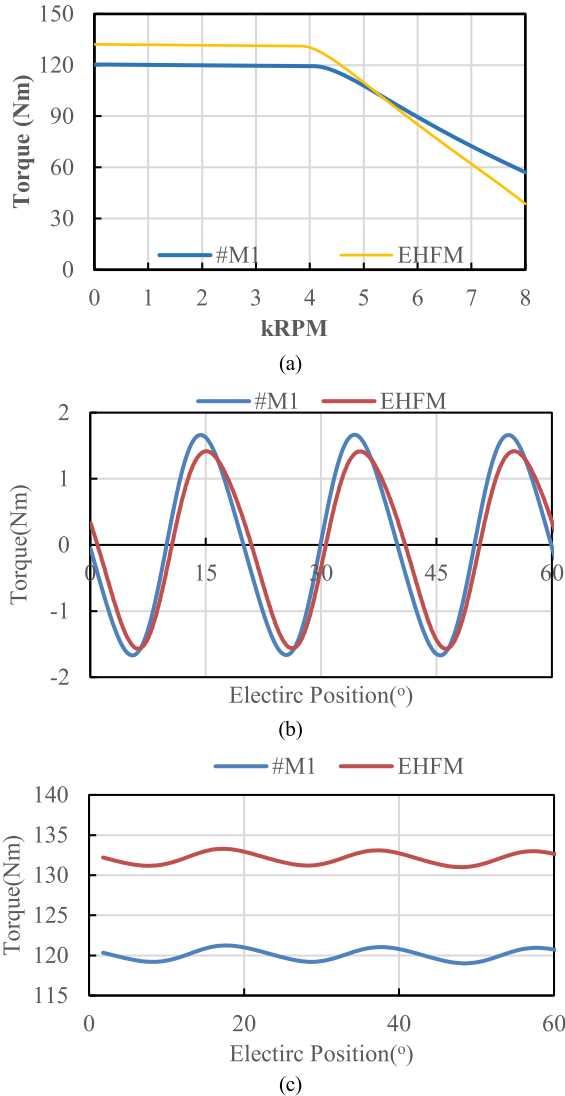 150
120
90
60
30
0
Torque (Nm)
#M1 EHFM
0 1 2 3 4 5 6 7 8
kRPM
(a)
#M1 EHFM
2
1
0
-1
-2
Torque(Nm)
0 15 30 45 60
Electirc Position(º)
(b)
#M1 EHFM
140
135
130
125
120
115
Torque(Nm)
0 20 40 60
Electirc Position(º)
(c)